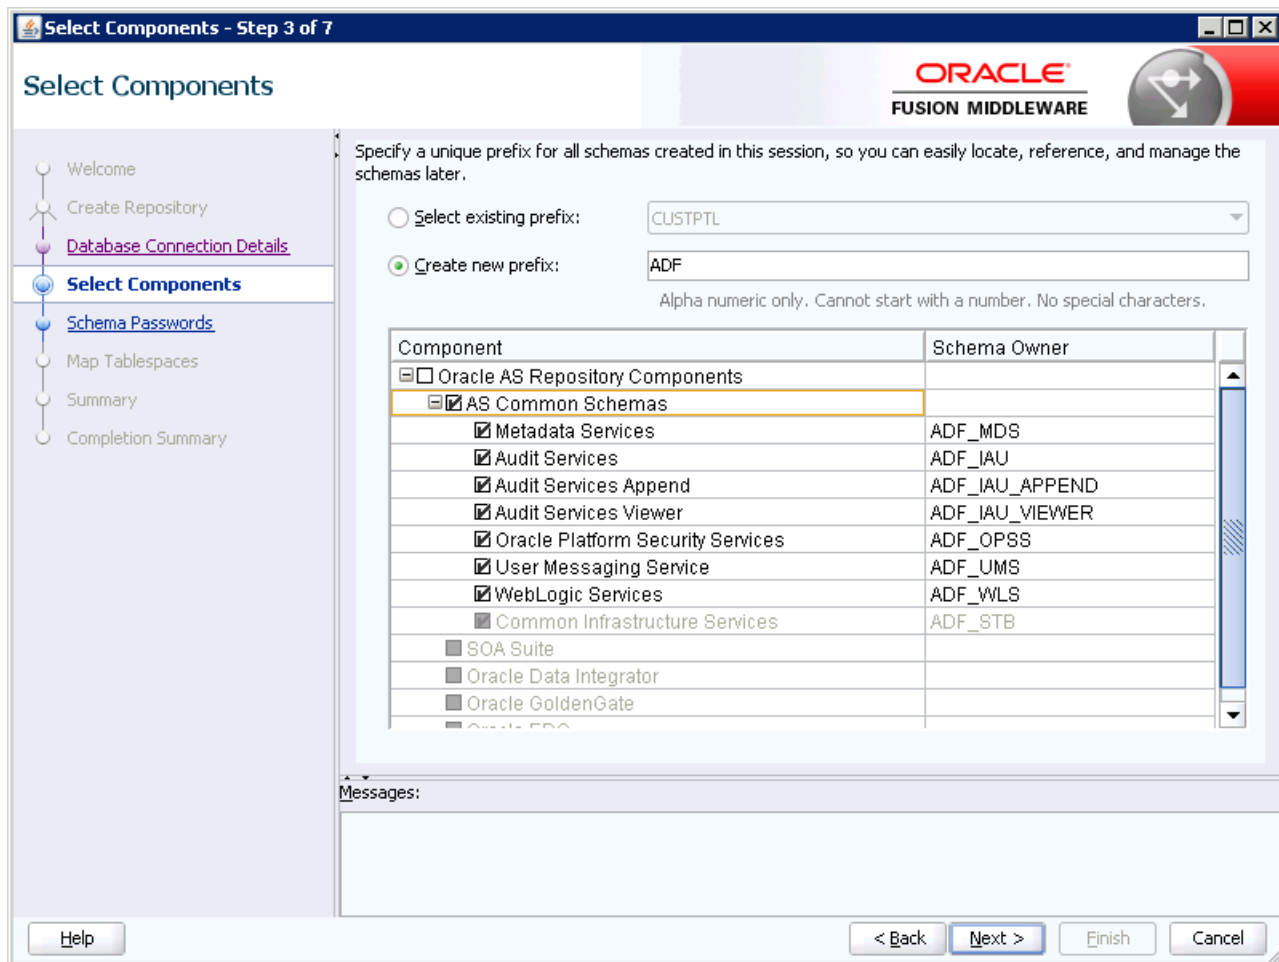 Select Components - Step 3 of 7
Select Components
ORACLE
FUSION MIDDLEWARE
Welcome
Create Repository
Database Connection Details
Select Components
Schema Passwords
Map Tablespaces
Summary
Completion Summary
Specify a unique prefix for all schemas created in this session, so you can easily locate, reference, and manage the
schemas later.
Select existing prefix: CUSTPTL
Create new prefix: ADF
Alpha numeric only. Cannot start with a number. No special characters.
Component Schema Owner
Oracle AS Repository Components
AS Common Schemas
Metadata Services ADF_MDS
Audit Services ADF_IAU
Audit Services Append ADF_IAU_APPEND
Audit Services Viewer ADF_IAU_VIEWER
Oracle Platform Security Services ADF_OPSS
User Messaging Service ADF_UMS
WebLogic Services ADF_WLS
Common Infrastructure Services ADF_STB
SOA Suite
Oracle Data Integrator
Oracle GoldenGate
Messages:
Help < Back Next > Finish Cancel